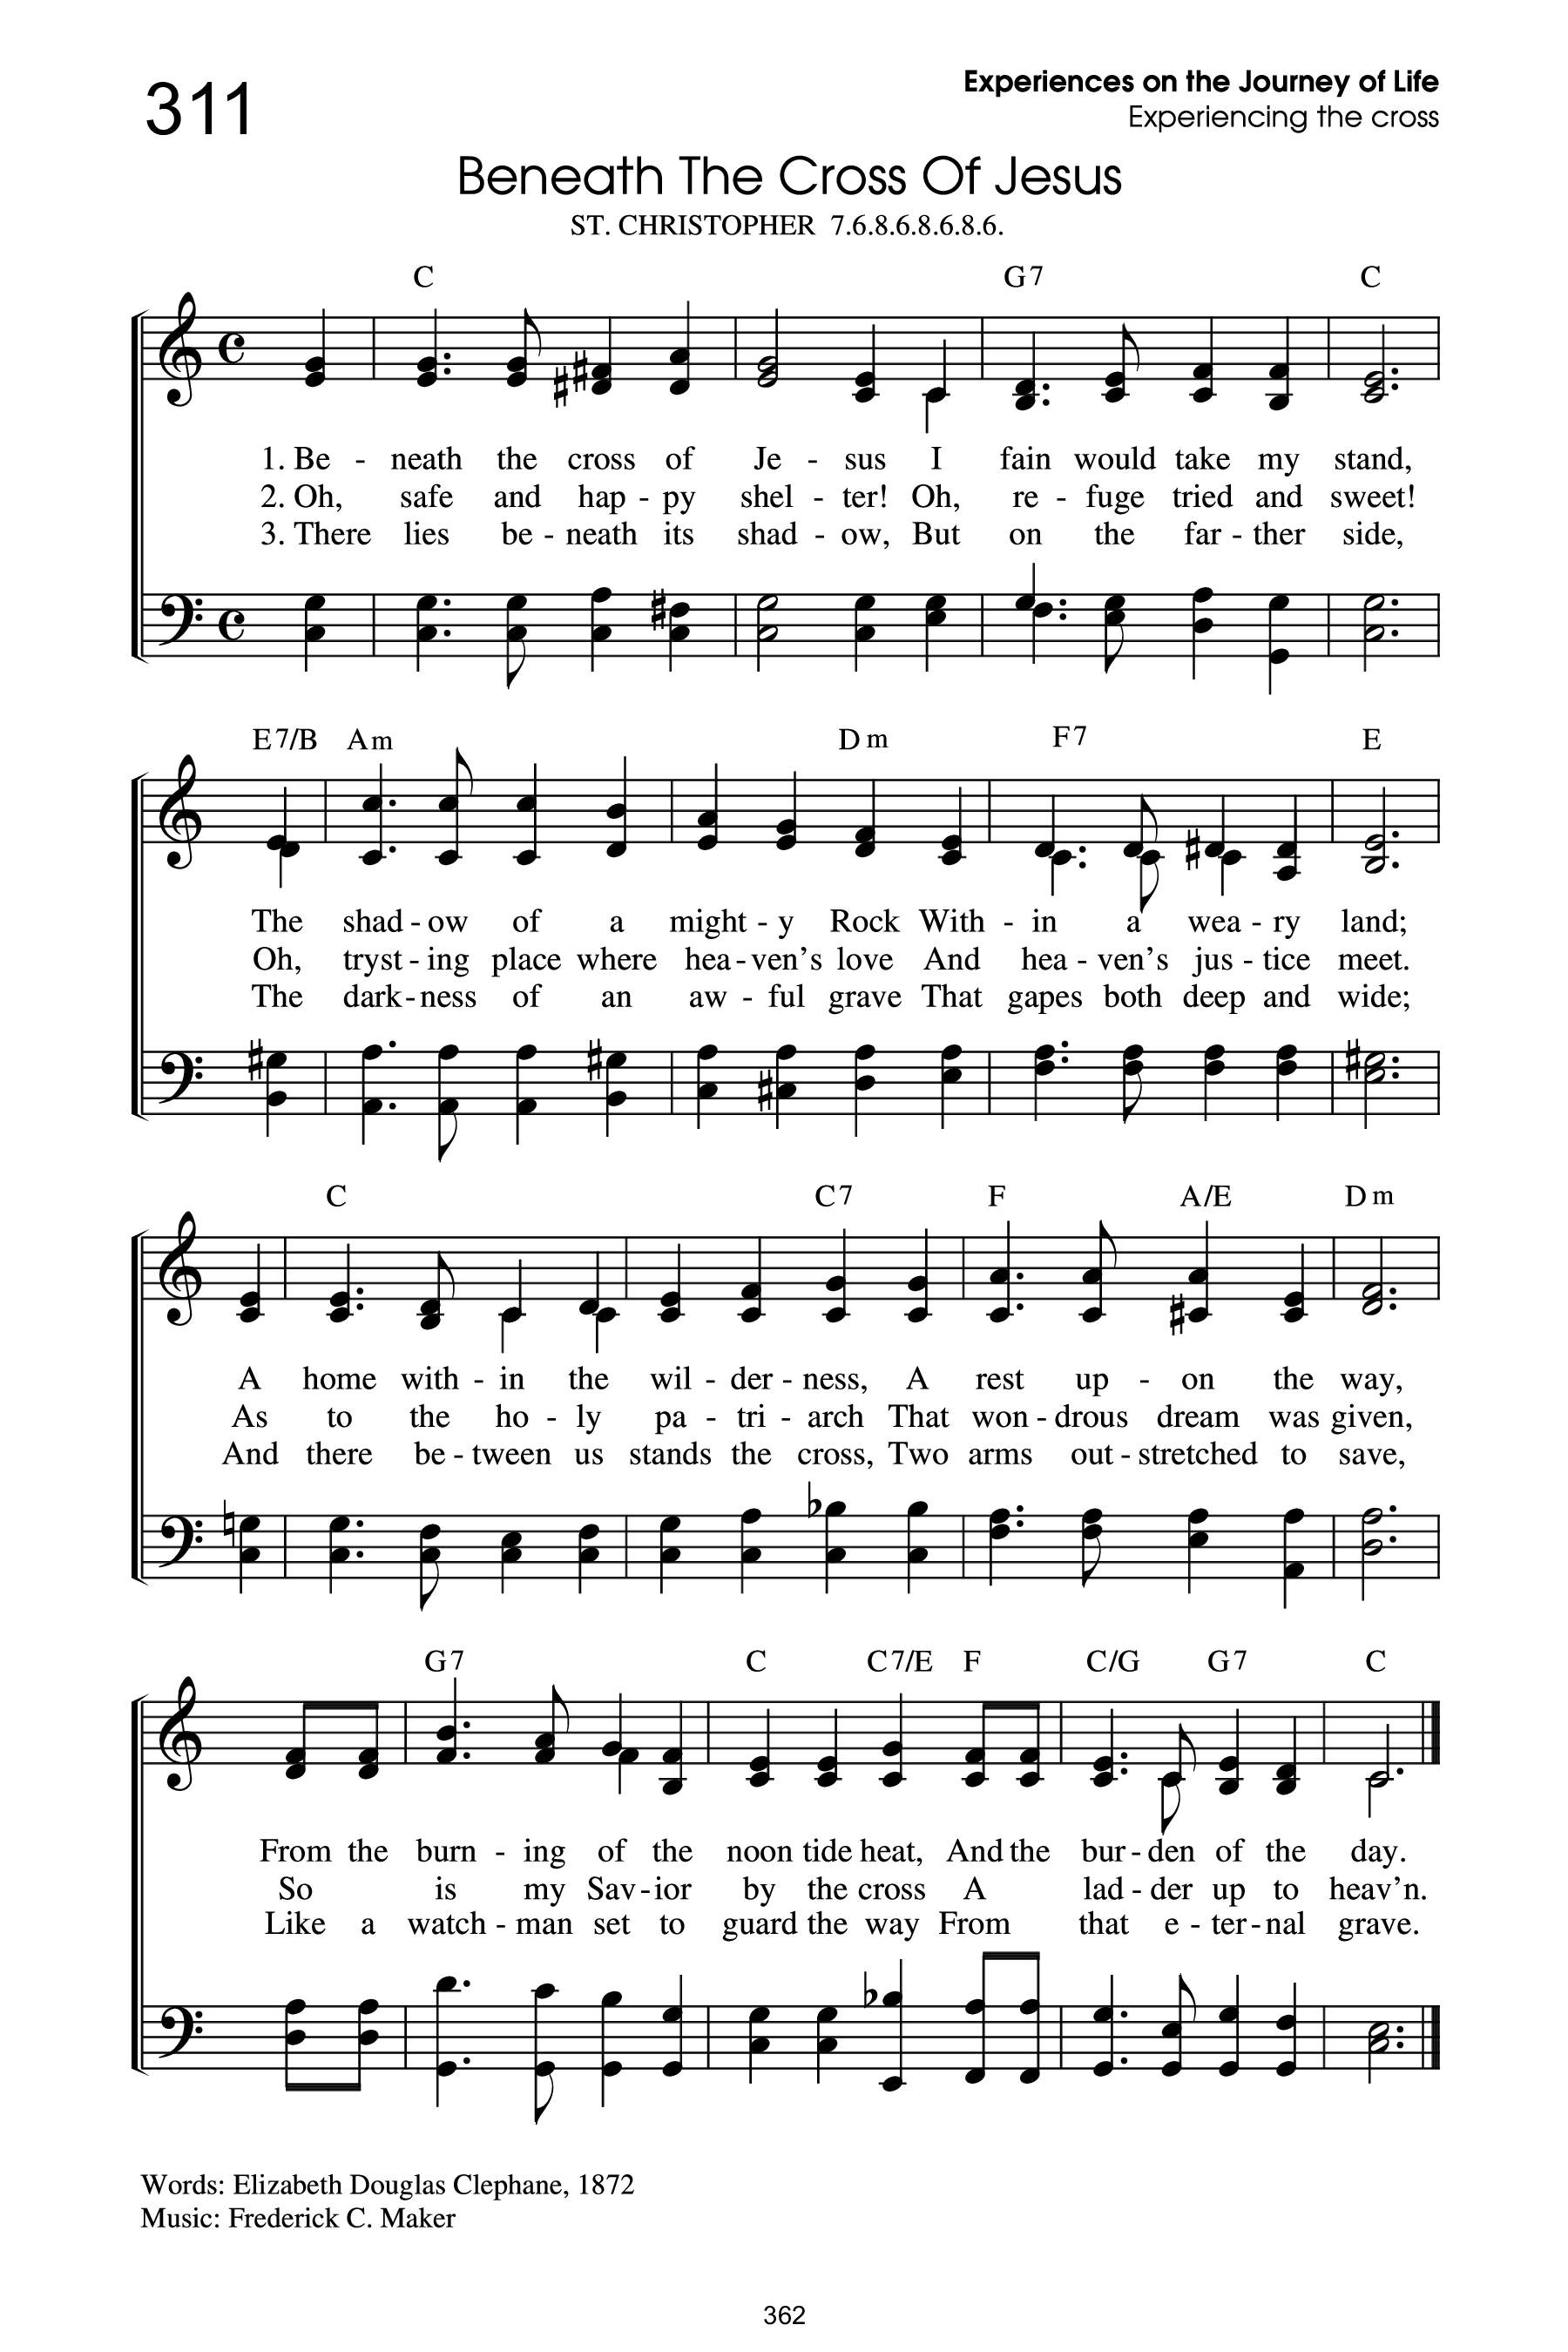 311
Experiences on the Journey of Life
Experiencing the cross
Beneath The Cross Of Jesus
ST. CHRISTOPHER 7.6.8.6.8.6.8.6.
C G7 C
1. Be - neath the cross of Je - sus I fain would take my stand,
2. Oh, safe and hap - py shel - ter! Oh, re - fuge tried and sweet!
3. There lies be - neath its shad - ow, But on the far - ther side,
E7/B Am Dm F7 E
The shad - ow of a might - y Rock With - in a wea - ry land;
Oh, tryst - ing place where hea - ven's love And hea - ven's jus - tice meet.
The dark - ness of an aw - ful grave That gapes both deep and wide;
C C7 F A/E Dm
A home with - in the wil - der - ness, A rest up - on the way,
As to the ho - ly pa - tri - arch That won - drous dream was given,
And there be - tween us stands the cross, Two arms out - stretched to save,
G7 C C7/E F C/G G7 C
From the burn - ing of the noon tide heat, And the bur - den of the day.
So is my Sav - ior by the cross A lad - der up to heav'n.
Like a watch - man set to guard the way From that e - ter - nal grave.
Words: Elizabeth Douglas Clephane, 1872
Music: Frederick C. Maker
362